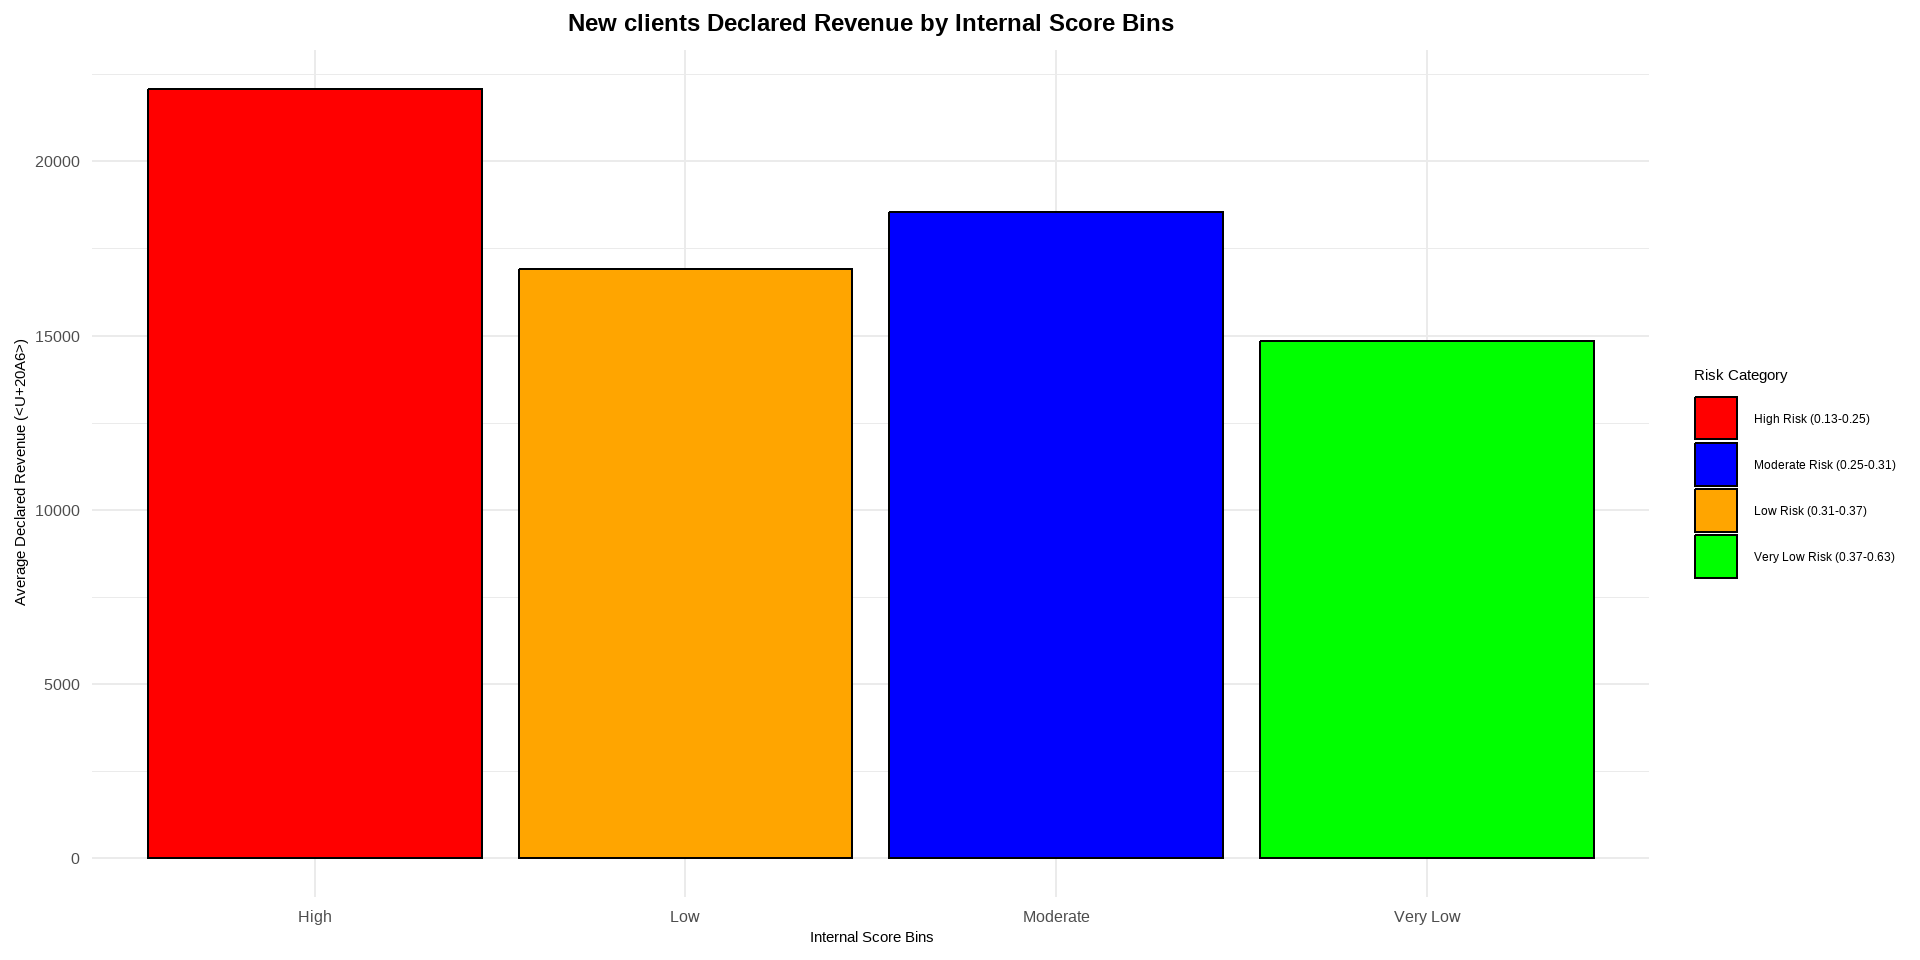 New clients Declared Revenue by Internal Score Bins
Average Declared Revenue (<U+20A6>)
20000
15000
10000
5000
0
High
Low
Moderate
Very Low
Internal Score Bins
Risk Category
High Risk (0.13-0.25)
Moderate Risk (0.25-0.31)
Low Risk (0.31-0.37)
Very Low Risk (0.37-0.63)